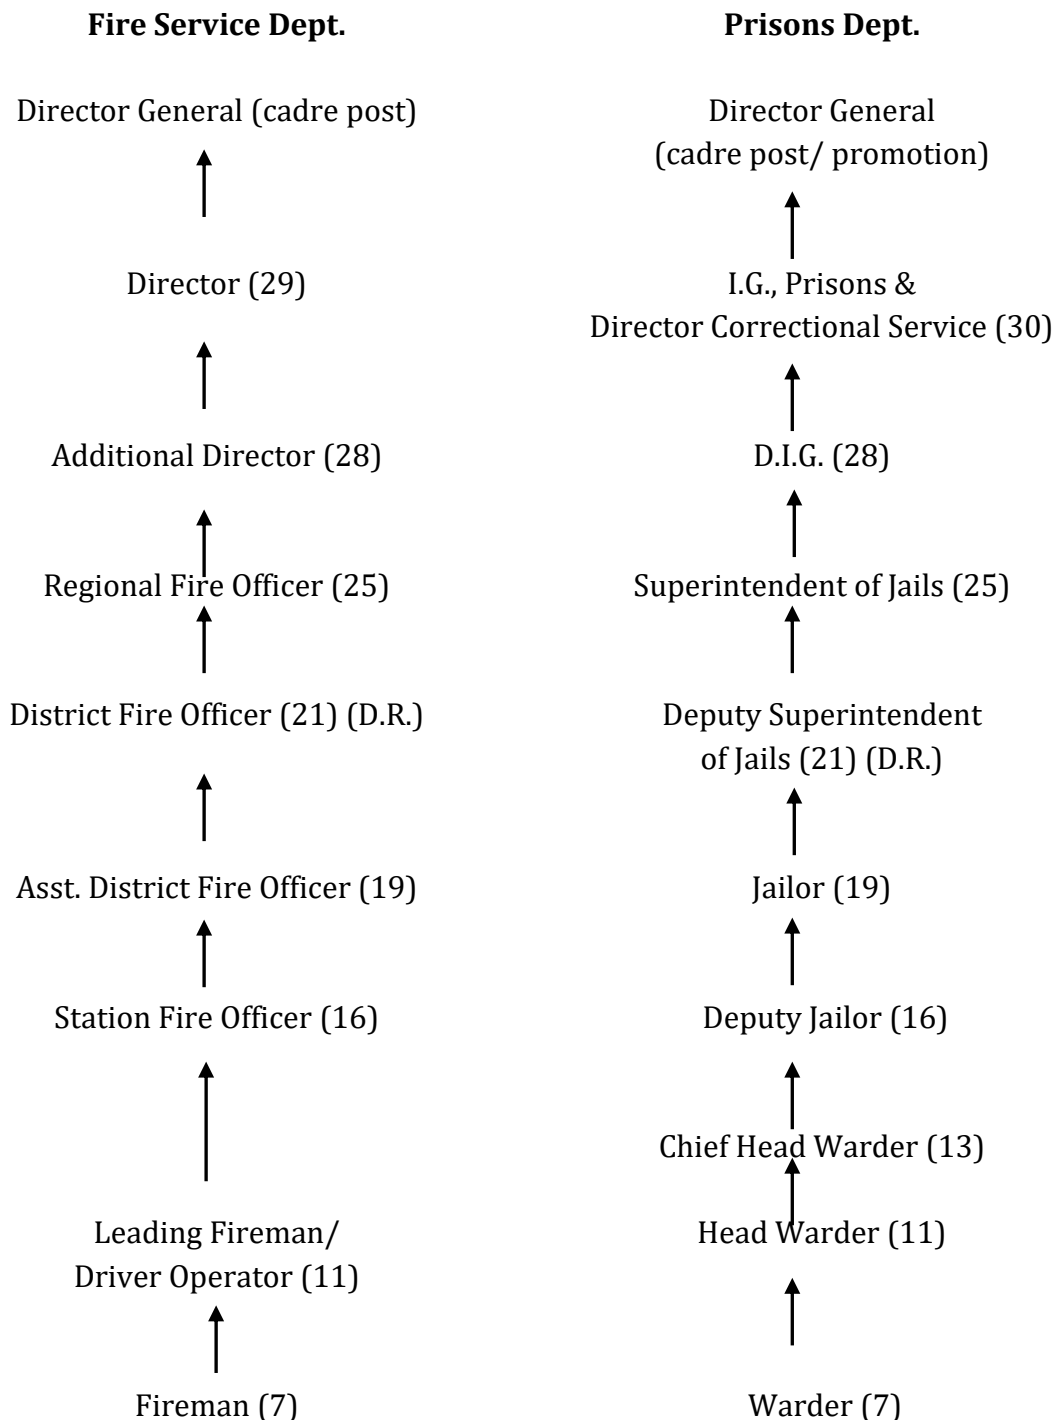 Fire Service Dept.
Director General (cadre post)
Director (29)
Additional Director (28)
Regional Fire Officer (25)
District Fire Officer (21) (D.R.)
Asst. District Fire Officer (19)
Station Fire Officer (16)
Leading Fireman/
Driver Operator (11)
Fireman (7)
Prisons Dept.
Director General
(cadre post/ promotion)
I.G., Prisons &
Director Correctional Service (30)
D.I.G. (28)
Superintendent of Jails (25)
Deputy Superintendent
of Jails (21) (D.R.)
Jailor (19)
Deputy Jailor (16)
Chief Head Warder (13)
Head Warder (11)
Warder (7)